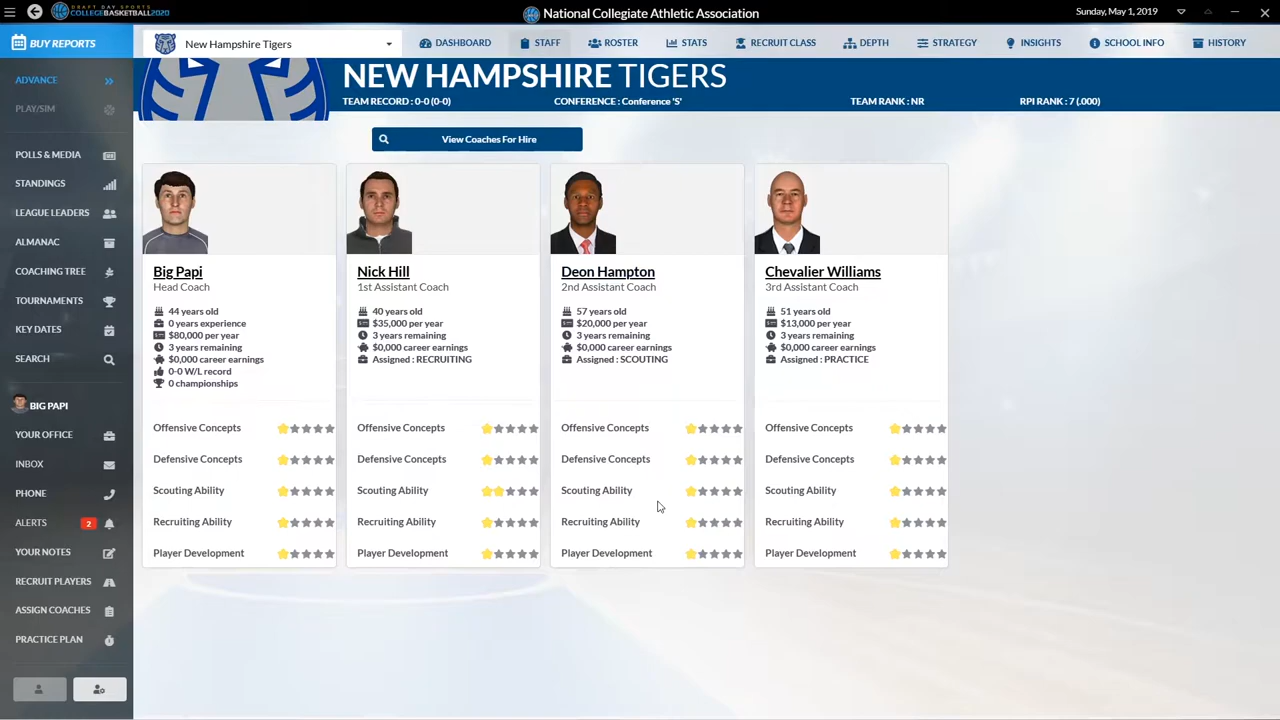 DRAFT DAY SPORTS
COLLEGEBASKETBALL2020
National Collegiate Athletic Association
Sunday, May 1, 2019
BUY REPORTS
New Hampshire Tigers
DASHBOARD
STAFF
ROSTER
STATS
RECRUIT CLASS
DEPTH
STRATEGY
INSIGHTS
SCHOOL INFO
HISTORY
ADVANCE
PLAY/SIM
POLLS & MEDIA
STANDINGS
LEAGUE LEADERS
ALMANAC
COACHING TREE
TOURNAMENTS
KEY DATES
SEARCH
BIG PAPI
YOUR OFFICE
INBOX
PHONE
ALERTS 2
YOUR NOTES
RECRUIT PLAYERS
ASSIGN COACHES
PRACTICE PLAN
NEW HAMPSHIRE TIGERS
TEAM RECORD : 0-0 (0-0)
CONFERENCE : Conference 'S'
TEAM RANK : NR
RPI RANK : 7 (.000)
View Coaches For Hire
Big Papi
Head Coach
44 years old
0 years experience
$80,000 per year
3 years remaining
$0,000 career earnings
0-0 W/L record
0 championships
Offensive Concepts
Defensive Concepts
Scouting Ability
Recruiting Ability
Player Development
Nick Hill
1st Assistant Coach
40 years old
$35,000 per year
3 years remaining
$0,000 career earnings
Assigned : RECRUITING
Offensive Concepts
Defensive Concepts
Scouting Ability
Recruiting Ability
Player Development
Deon Hampton
2nd Assistant Coach
57 years old
$20,000 per year
3 years remaining
$0,000 career earnings
Assigned : SCOUTING
Offensive Concepts
Defensive Concepts
Scouting Ability
Recruiting Ability
Player Development
Chevalier Williams
3rd Assistant Coach
51 years old
$13,000 per year
3 years remaining
$0,000 career earnings
Assigned : PRACTICE
Offensive Concepts
Defensive Concepts
Scouting Ability
Recruiting Ability
Player Development